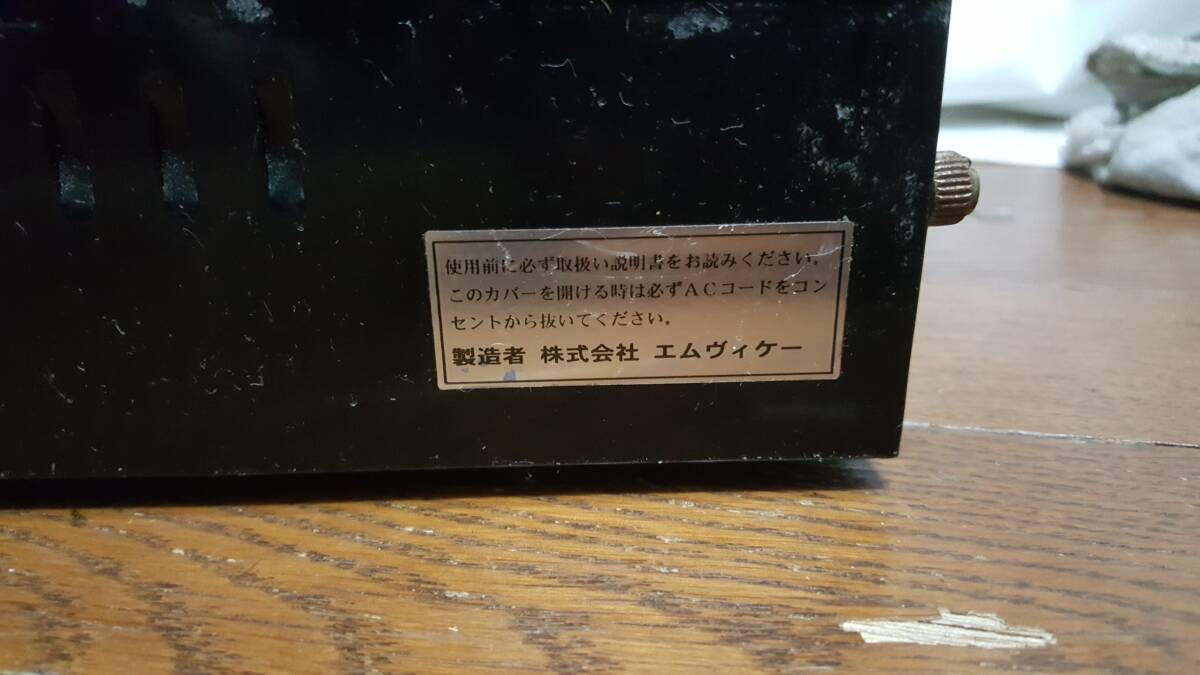 使用前に必ず取扱い説明書をお読みください。
このカバーを開ける時は必ずACコードをコン
セントから抜いてください。
製造者 株式会社 エムヴィケー